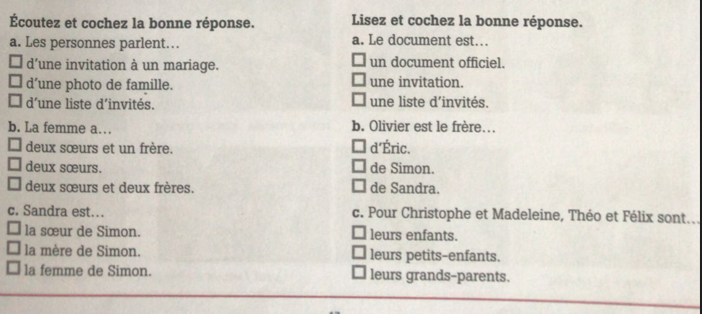 Écoutez et cochez la bonne réponse.
a. Les personnes parlent...
d'une invitation à un mariage.
d'une photo de famille.
d'une liste d'invités.
b. La femme a...
deux sœurs et un frère.
deux sœurs.
deux sœurs et deux frères.
c. Sandra est...
la sœur de Simon.
la mère de Simon.
la femme de Simon.
Lisez et cochez la bonne réponse.
a. Le document est...
un document officiel.
une invitation.
une liste d'invités.
b. Olivier est le frère...
d'Éric.
de Simon.
de Sandra.
c. Pour Christophe et Madeleine, Théo et Félix sont...
leurs enfants.
leurs petits-enfants.
leurs grands-parents.